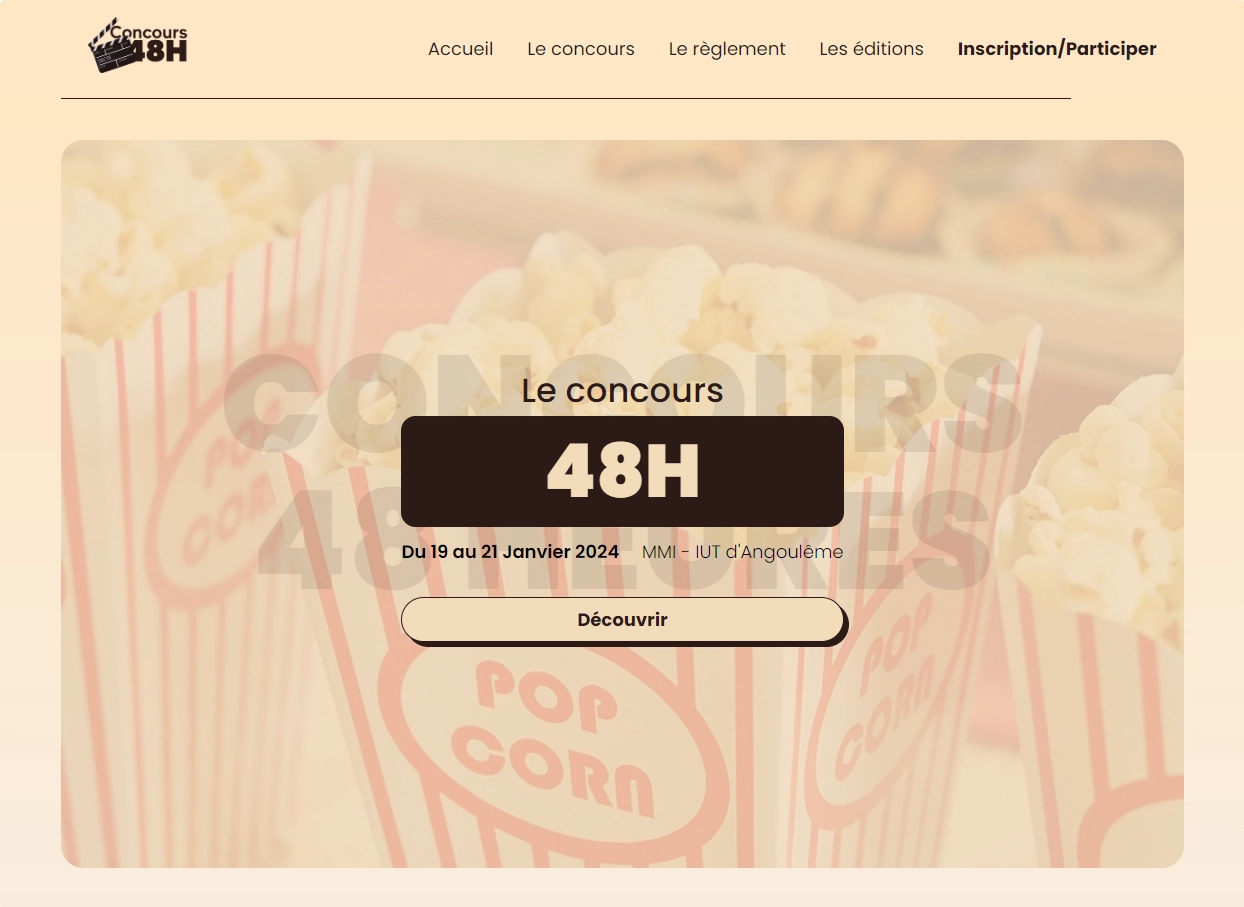 Concours
48H
Accueil
Le concours
Le règlement
Les éditions
Inscription/Participer
CONCOURS
48 HEURES
Le concours
48H
Du 19 au 21 Janvier 2024
MMI - IUT d'Angoulême
Découvrir
PO
CORN
POP
CORN
POP
CORN